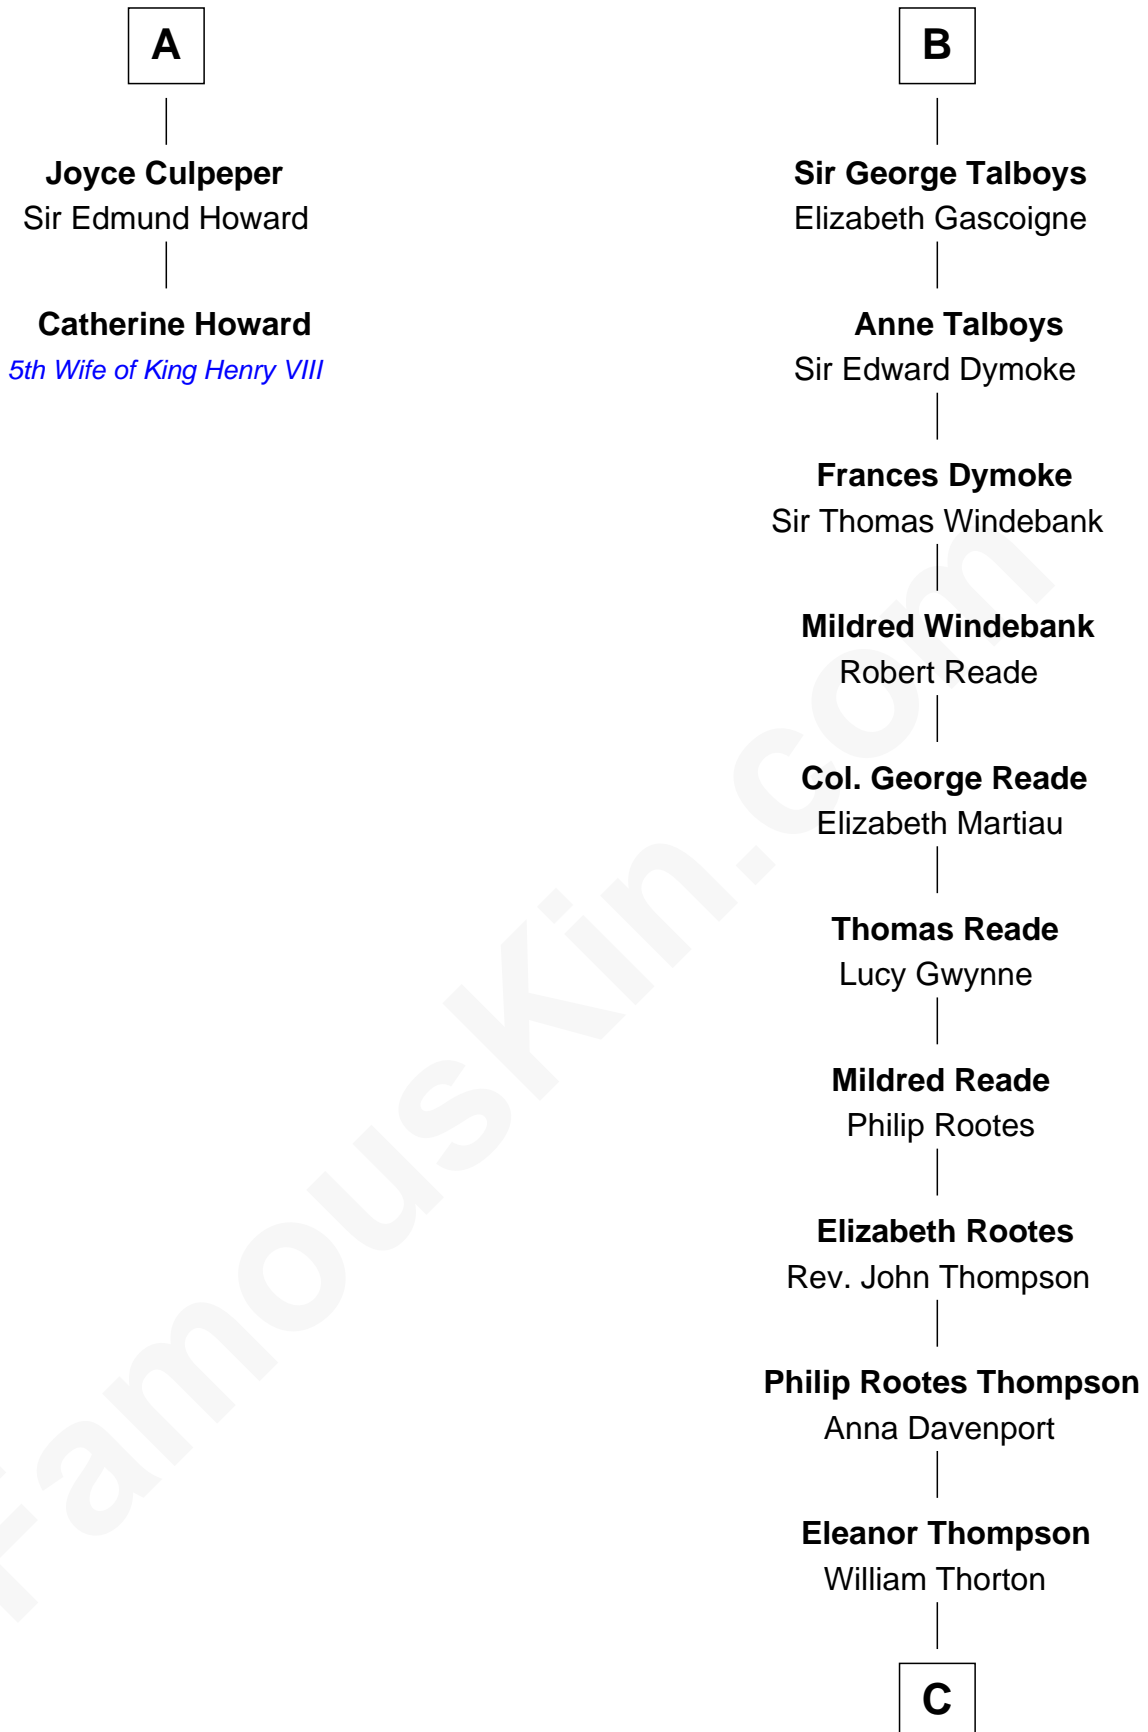 A
Joyce Culpeper
Sir Edmund Howard
Catherine Howard
5th Wife of King Henry VIII
B
Sir George Talboys
Elizabeth Gascoigne
Anne Talboys
Sir Edward Dymoke
Frances Dymoke
Sir Thomas Windebank
Mildred Windebank
Robert Reade
Col. George Reade
Elizabeth Martiau
Thomas Reade
Lucy Gwynne
Mildred Reade
Philip Rootes
Elizabeth Rootes
Rev. John Thompson
Philip Rootes Thompson
Anna Davenport
Eleanor Thompson
William Thorton
C
FamousKin.com